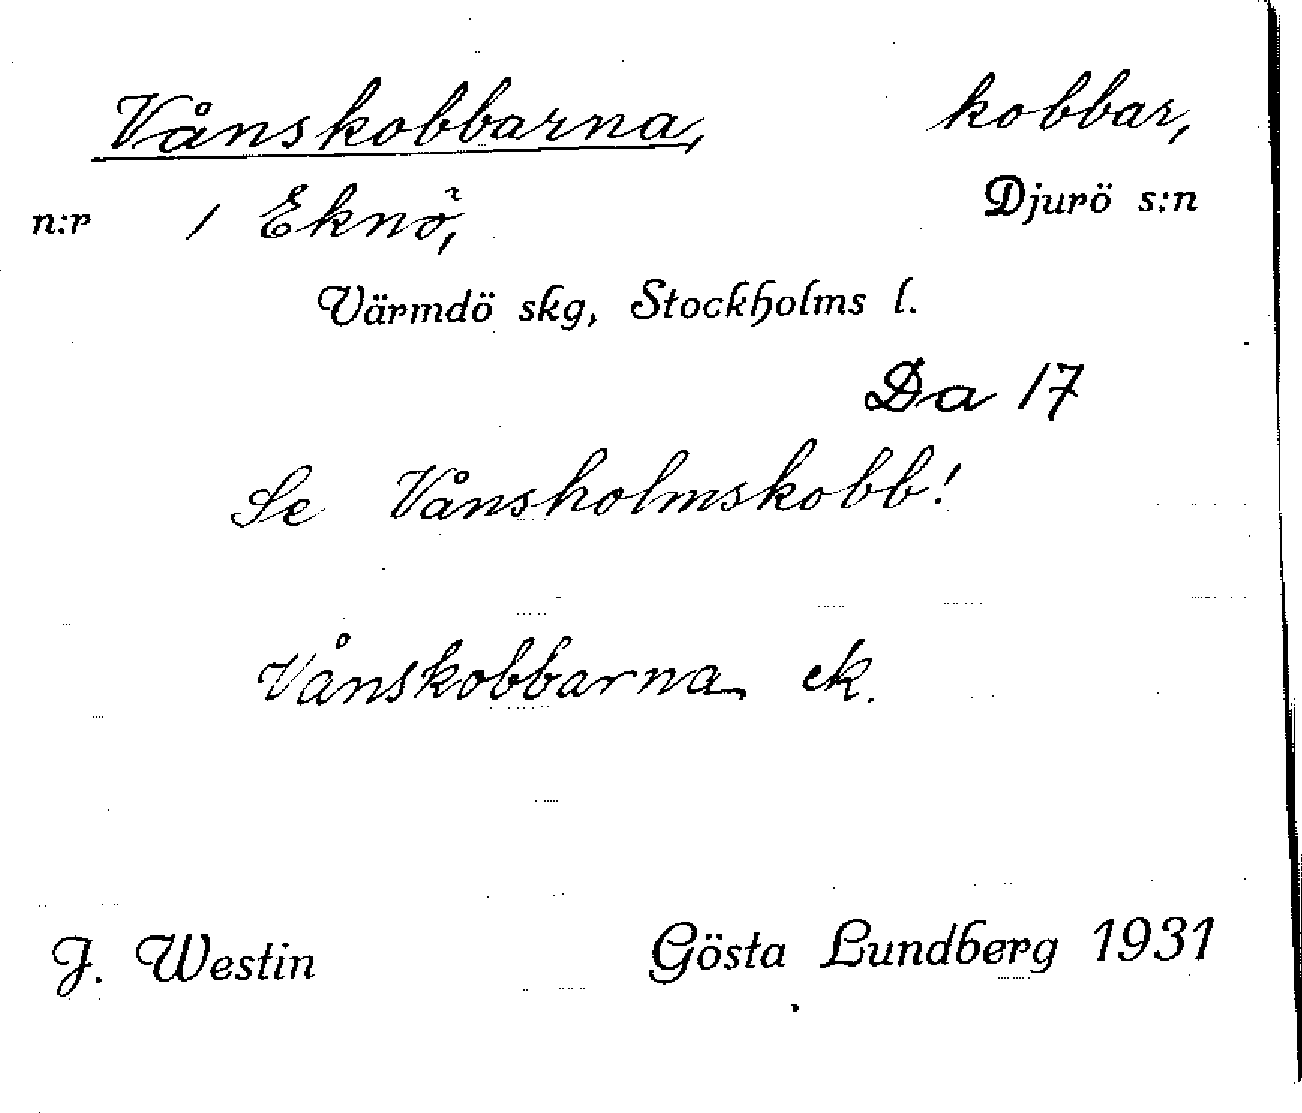 Vånskobbarna, kobbar,
n:r 1 Eknö, Djurö s:n
Värmdö skg, Stockholms l.
Da 17
Se Vånsholmskobb!
Vånskobbarna ek.
J. Westin Gösta Lundberg 1931